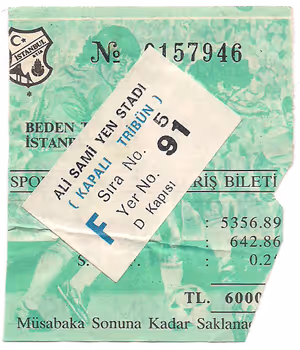 İSTANBUL
№ 0157946
BEDEN
İSTANB
ALİ SAMİ YEN STADI
( KAPALI TRİBÜN )
F Sıra No. 5
Yer No. 91
D Kapısı
SPO
RİŞ BİLETİ
: 5356.89
: 642.86
: 0.2
TL. 6000
Müsabaka Sonuna Kadar Saklanac